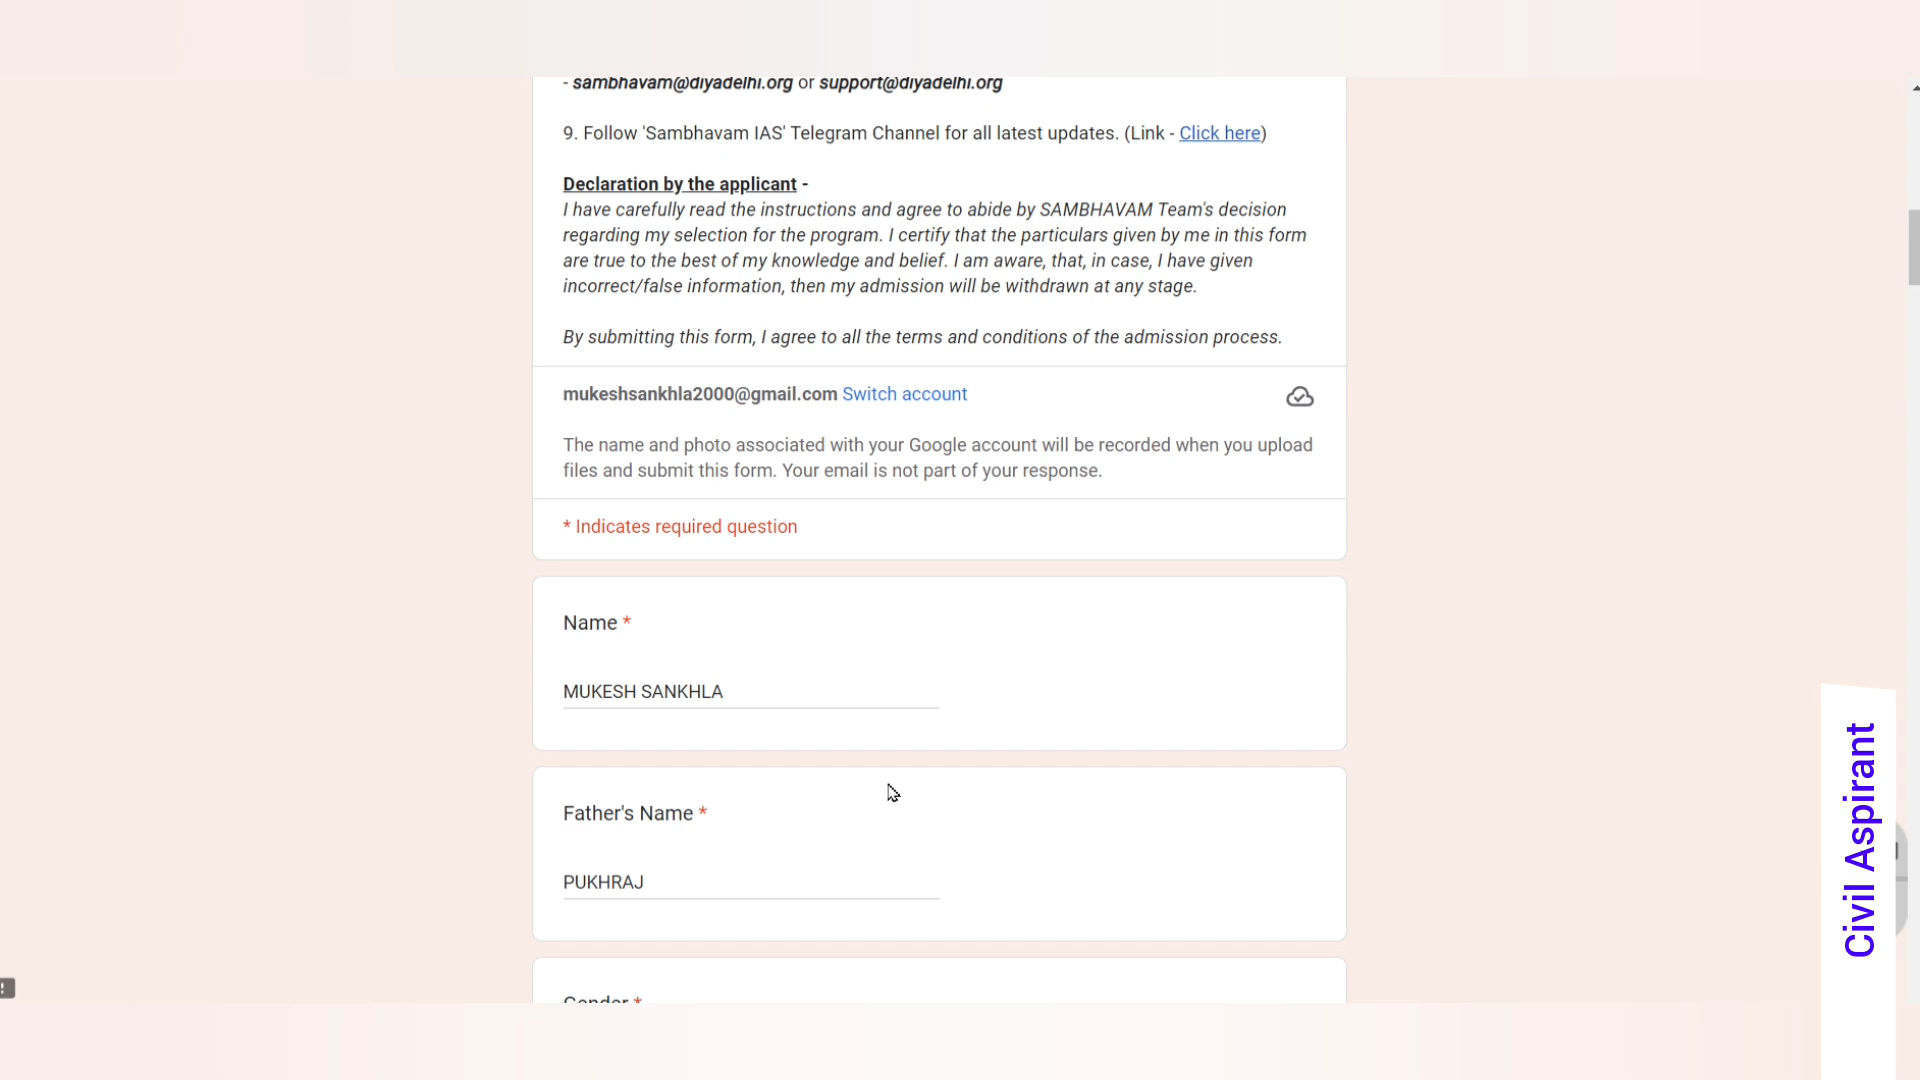 - sambhavam@diyadelhi.org or support@diyadelhi.org
9. Follow 'Sambhavam IAS' Telegram Channel for all latest updates. (Link - Click here)
Declaration by the applicant -
I have carefully read the instructions and agree to abide by SAMBHAVAM Team's decision
regarding my selection for the program. I certify that the particulars given by me in this form
are true to the best of my knowledge and belief. I am aware, that, in case, I have given
incorrect/false information, then my admission will be withdrawn at any stage.
By submitting this form, I agree to all the terms and conditions of the admission process.
mukeshsankhla2000@gmail.com Switch account
The name and photo associated with your Google account will be recorded when you upload
files and submit this form. Your email is not part of your response.
* Indicates required question
Name *
MUKESH SANKHLA
Father's Name *
PUKHRAJ
Gender *
Civil Aspirant